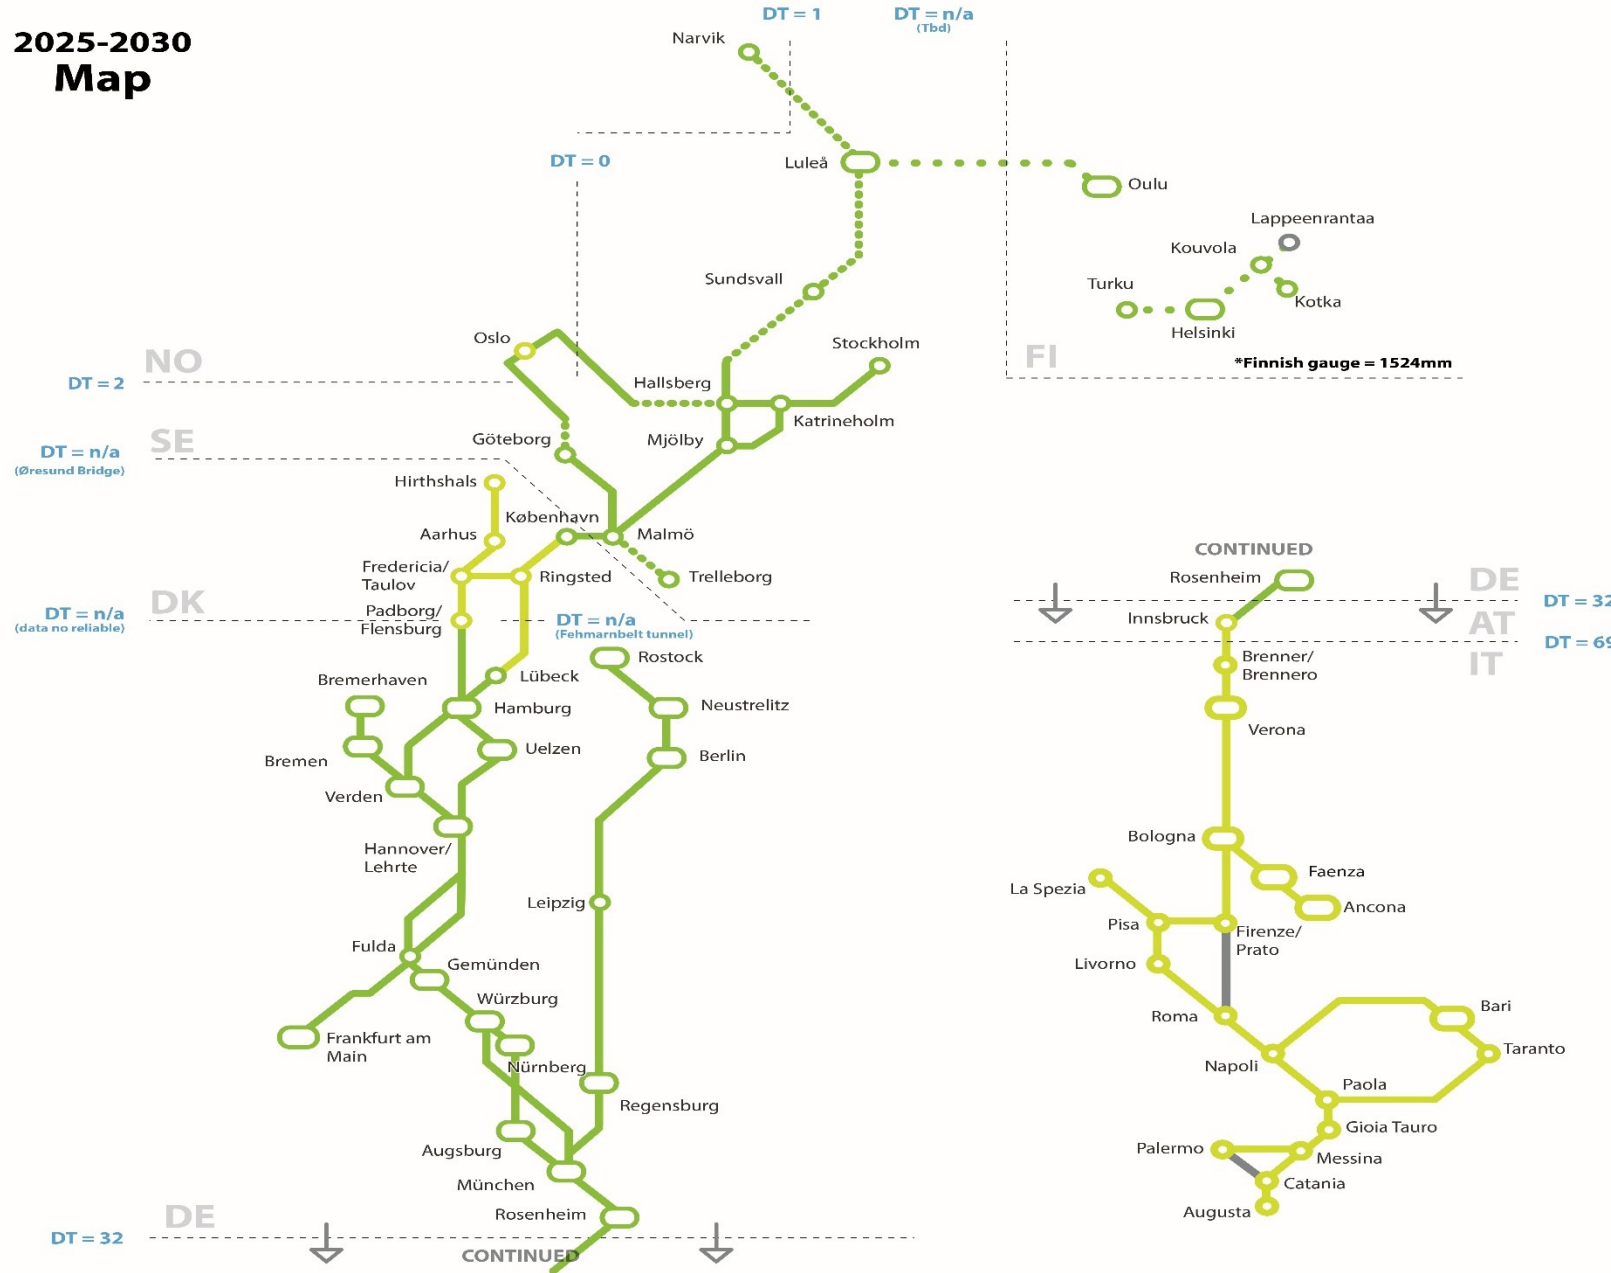 2025-2030
Map
DT = 1
DT = n/a
(Tbd)
Narvik
DT = 0
Luleå
Oulu
Lappeenrantaa
Kouvola
Turku
Kotka
Helsinki
Sundsvall
Oslo
Stockholm
NO
FI
*Finnish gauge = 1524mm
DT = 2
Hallsberg
Katrineholm
Göteborg
Mjölby
SE
DT = n/a
(Øresund Bridge)
Hirthshals
København
Aarhus
Malmö
Fredericia/
Taulov
Ringsted
Trelleborg
DK
DT = n/a
(data no reliable)
Padborg/
Flensburg
DT = n/a
(Fehmarnbelt tunnel)
Rostock
Lübeck
Bremerhaven
Hamburg
Neustrelitz
Uelzen
Bremen
Berlin
Verden
Hannover/
Lehrte
Leipzig
Fulda
Gemünden
Würzburg
Frankfurt am
Main
Nürnberg
Regensburg
Augsburg
München
Rosenheim
DE
DT = 32
CONTINUED
CONTINUED
Rosenheim
DE
DT = 32
Innsbruck
AT
DT = 69
Brenner/
Brennero
IT
Verona
Bologna
Faenza
La Spezia
Ancona
Pisa
Firenze/
Prato
Livorno
Roma
Bari
Napoli
Taranto
Paola
Gioia Tauro
Palermo
Messina
Catania
Augusta